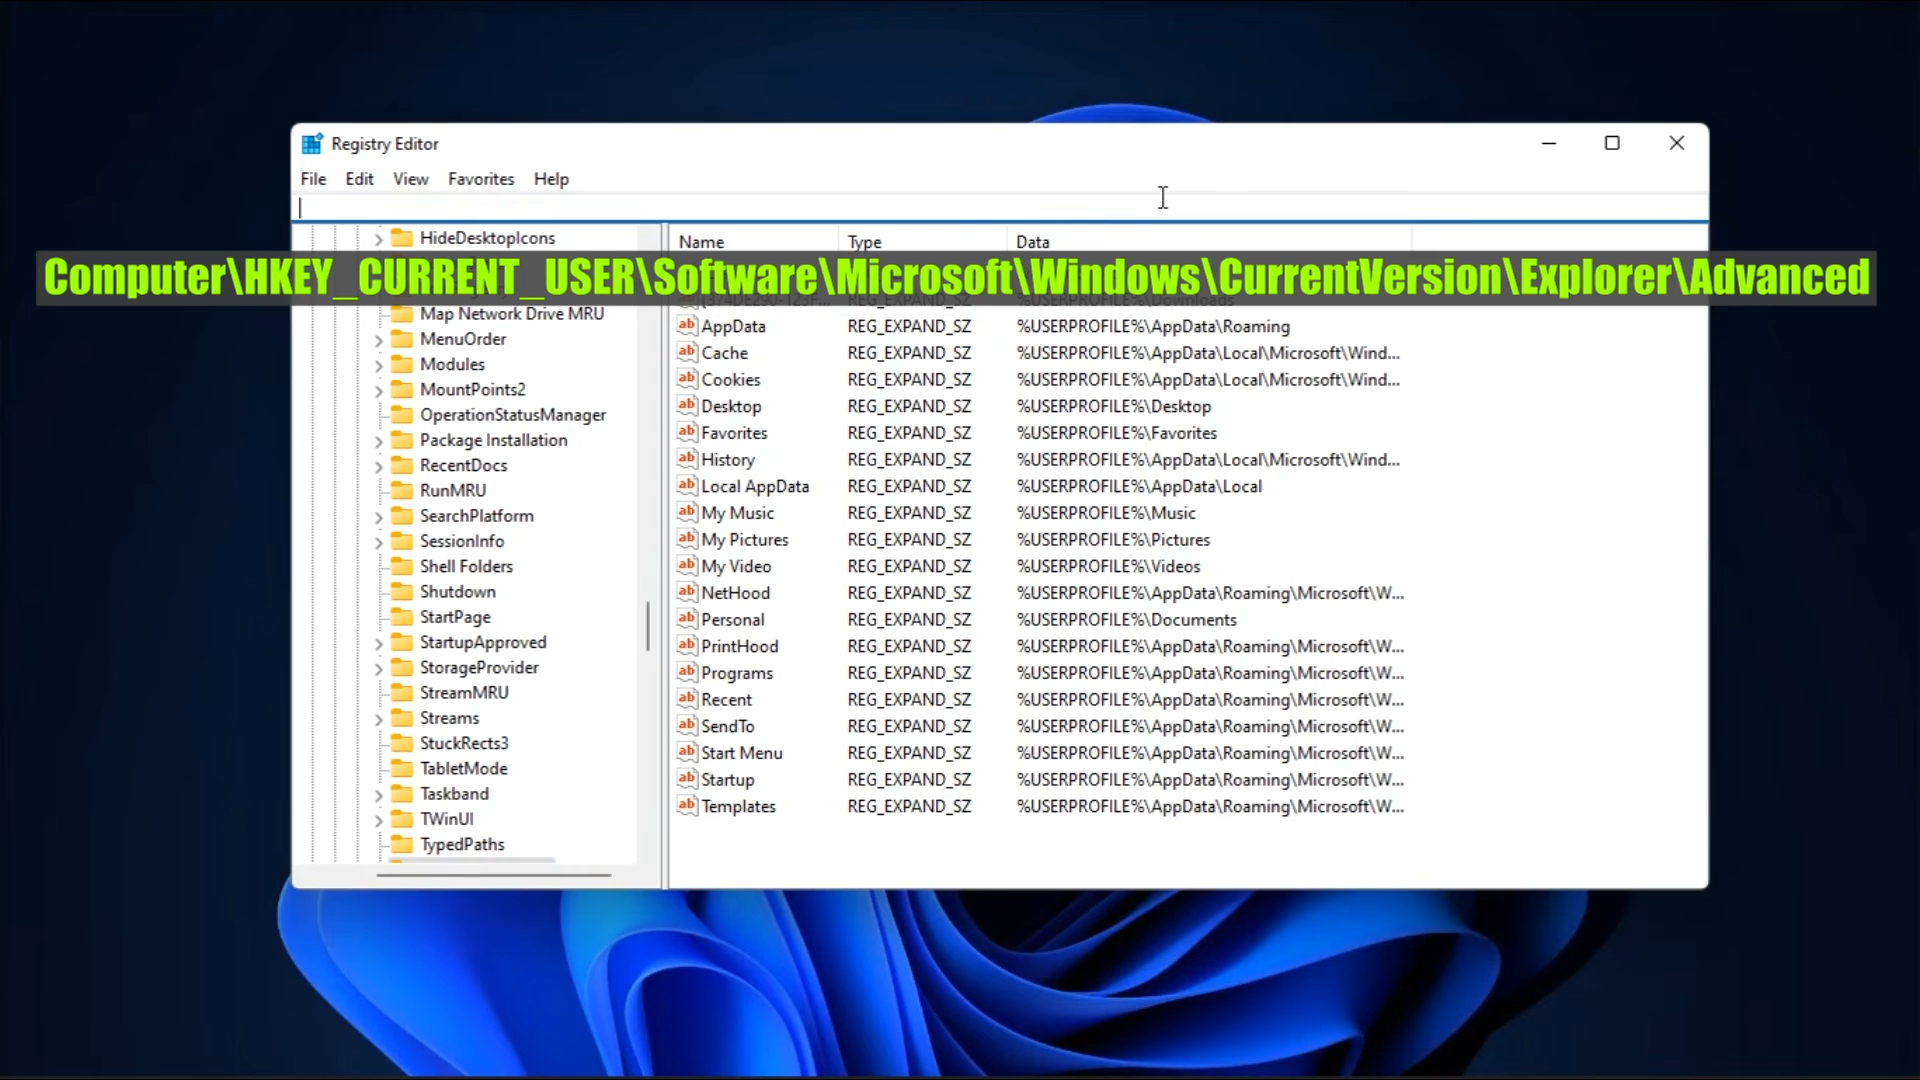 Registry Editor
File Edit View Favorites Help
Name Type Data
HideDesktopIcons
Computer\HKEY_CURRENT_USER\Software\Microsoft\Windows\CurrentVersion\Explorer\Advanced
Map Network Drive MRU
MenuOrder
Modules
MountPoints2
OperationStatusManager
Package Installation
RecentDocs
RunMRU
SearchPlatform
SessionInfo
Shell Folders
Shutdown
StartPage
StartupApproved
StorageProvider
StreamMRU
Streams
StuckRects3
TabletMode
Taskband
TWinUI
TypedPaths
AppData REG_EXPAND_SZ %USERPROFILE%\AppData\Roaming
Cache REG_EXPAND_SZ %USERPROFILE%\AppData\Local\Microsoft\Wind...
Cookies REG_EXPAND_SZ %USERPROFILE%\AppData\Local\Microsoft\Wind...
Desktop REG_EXPAND_SZ %USERPROFILE%\Desktop
Favorites REG_EXPAND_SZ %USERPROFILE%\Favorites
History REG_EXPAND_SZ %USERPROFILE%\AppData\Local\Microsoft\Wind...
Local AppData REG_EXPAND_SZ %USERPROFILE%\AppData\Local
My Music REG_EXPAND_SZ %USERPROFILE%\Music
My Pictures REG_EXPAND_SZ %USERPROFILE%\Pictures
My Video REG_EXPAND_SZ %USERPROFILE%\Videos
NetHood REG_EXPAND_SZ %USERPROFILE%\AppData\Roaming\Microsoft\W...
Personal REG_EXPAND_SZ %USERPROFILE%\Documents
PrintHood REG_EXPAND_SZ %USERPROFILE%\AppData\Roaming\Microsoft\W...
Programs REG_EXPAND_SZ %USERPROFILE%\AppData\Roaming\Microsoft\W...
Recent REG_EXPAND_SZ %USERPROFILE%\AppData\Roaming\Microsoft\W...
SendTo REG_EXPAND_SZ %USERPROFILE%\AppData\Roaming\Microsoft\W...
Start Menu REG_EXPAND_SZ %USERPROFILE%\AppData\Roaming\Microsoft\W...
Startup REG_EXPAND_SZ %USERPROFILE%\AppData\Roaming\Microsoft\W...
Templates REG_EXPAND_SZ %USERPROFILE%\AppData\Roaming\Microsoft\W...